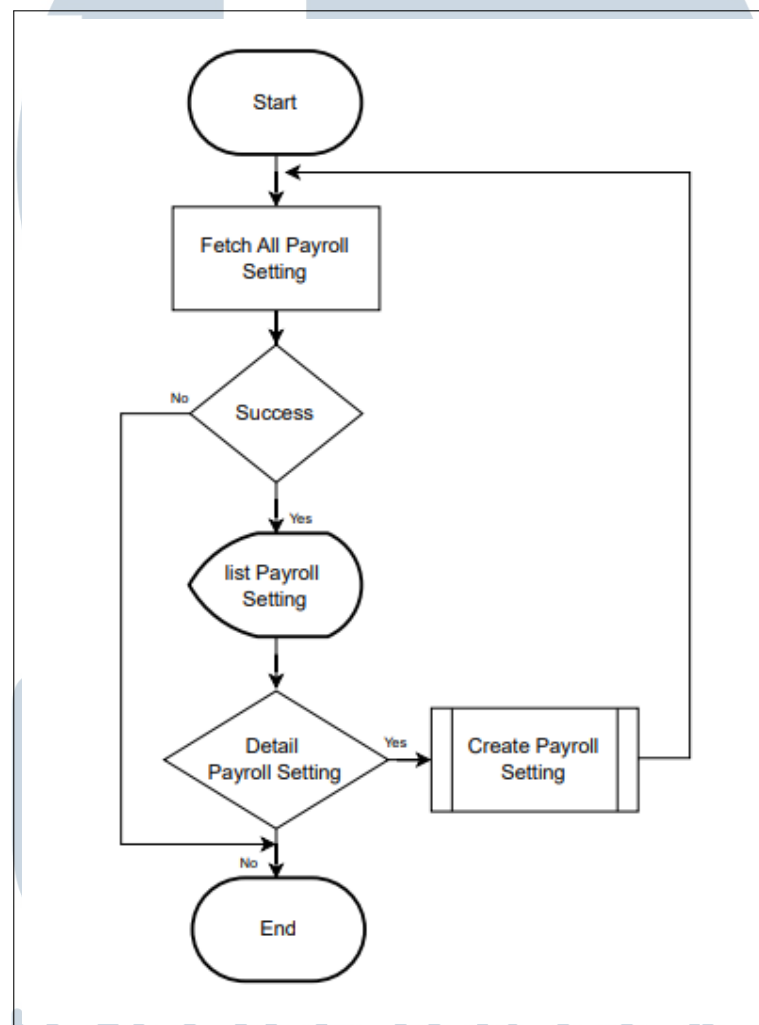 Start
Fetch All Payroll
Setting
No
Success
Yes
list Payroll
Setting
Detail
Payroll Setting
Yes
Create Payroll
Setting
No
End